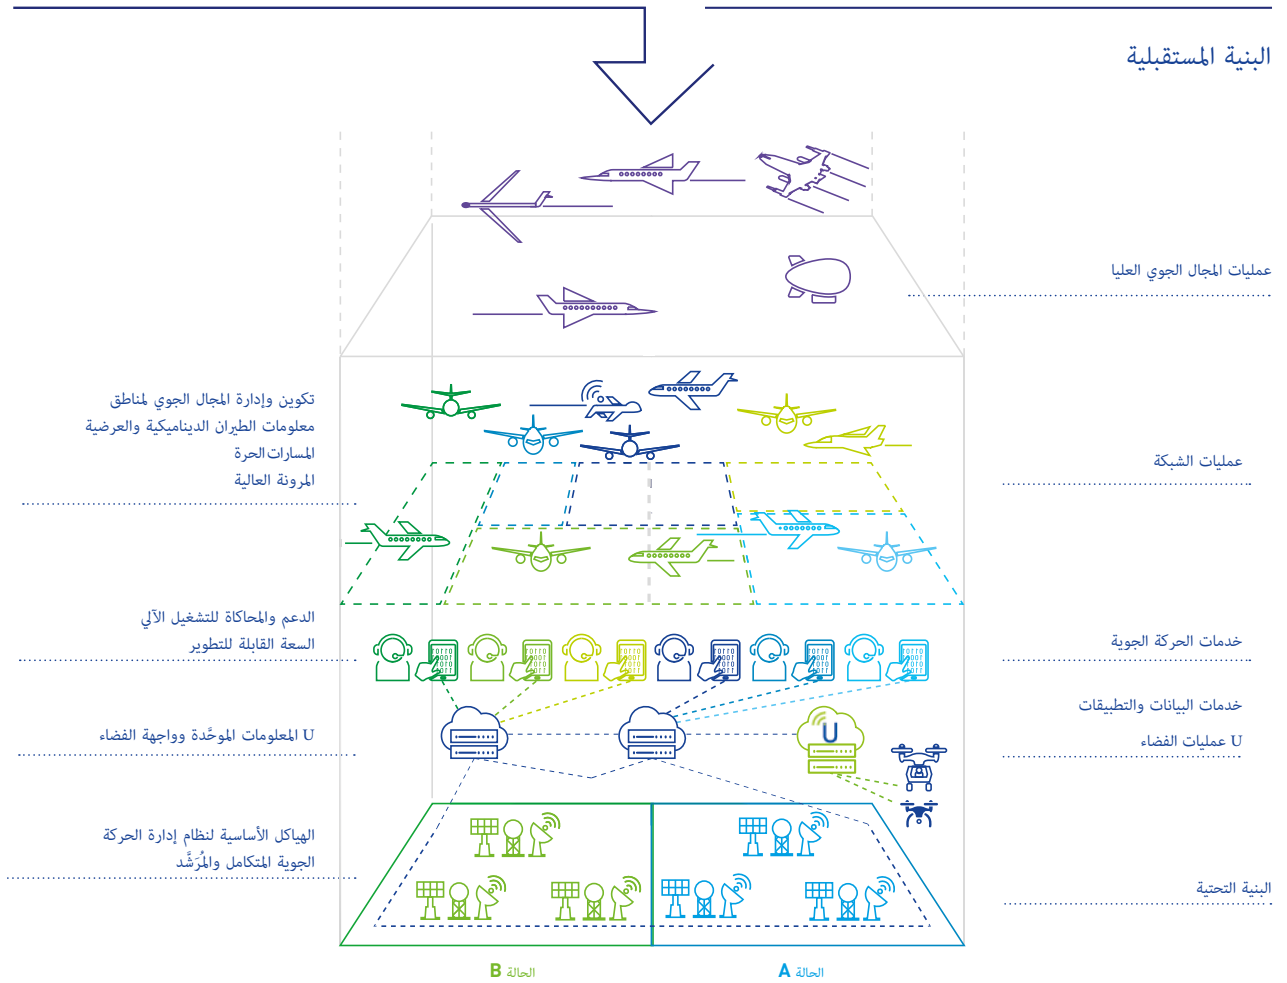 البنية المستقبلية
عمليات المجال الجوي العليا
تكوين وإدارة المجال الجوي لمناطق
معلومات الطيران الديناميكية والعرضية
المسارات الحرة
المرونة العالية
عمليات الشبكة
الدعم والمحاكاة للتشغيل الآلي
السعة القابلة للتطوير
خدمات الحركة الجوية
خدمات البيانات والتطبيقات
U عمليات الفضاء
U المعلومات الموحَّدة وواجهة الفضاء
U
الهياكل الأساسية لنظام إدارة الحركة
الجوية المتكامل والمُرَشَّد
البنية التحتية
الحالة A
الحالة B